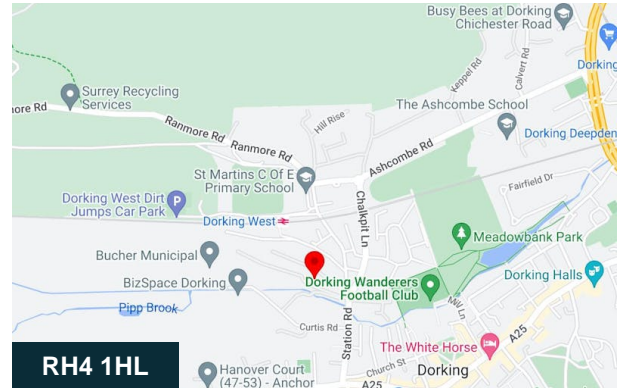 Busy Bees at Dorking
Chichester Road
Dorking
Keppel Rd
Calvert Rd
Surrey Recycling
Services
more Rd
Ranmore Rd
Ranmore Rd
Hill Rise
The Ashcombe School
Ashcombe Rd
Dorking Deepden
St Martins C Of E
Primary School
Fairfield Dr
Dorking West Dirt
Jumps Car Park
P
Chalkpit Ln
Dorking West
Meadowbank Park
Bucher Municipal
BizSpace Dorking
Dorking Wanderers
Football Club
Dorking Halls
Pipp Brook
Mill Ln
Curtis Rd
Station Rd
A25
The White Horse
Church St
Dorking
RH4 1HL
Hanover Court
(47-53) - Anchor
A25